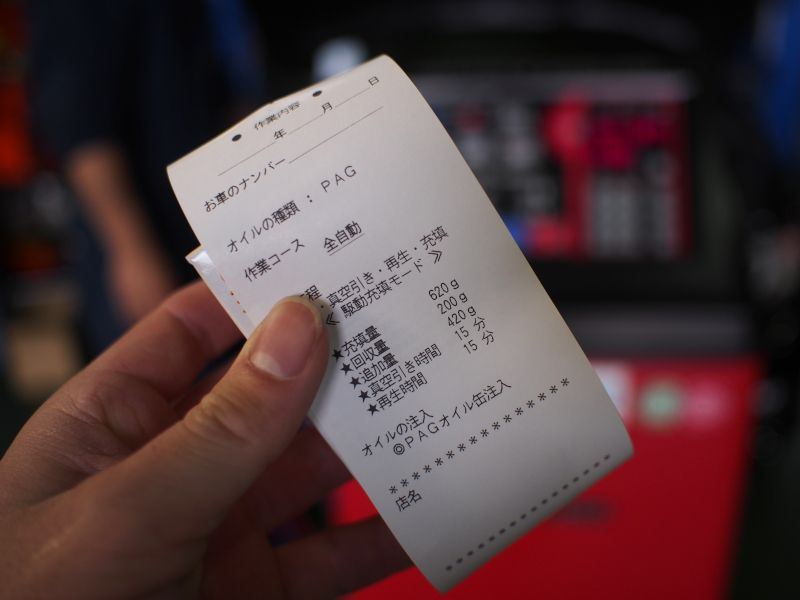 ● 作業内容 ●
年 月 日
お車のナンバー
オイルの種類 : PAG
作業コース 全自動
程
・真空引き・再生・充填
≪ 駆動充填モード ≫
★充填量 620g
★回収量 200g
★追加量 420g
★真空引き時間 15 分
★再生時間 15 分
オイルの注入
◎PAGオイル缶注入
****************
店名